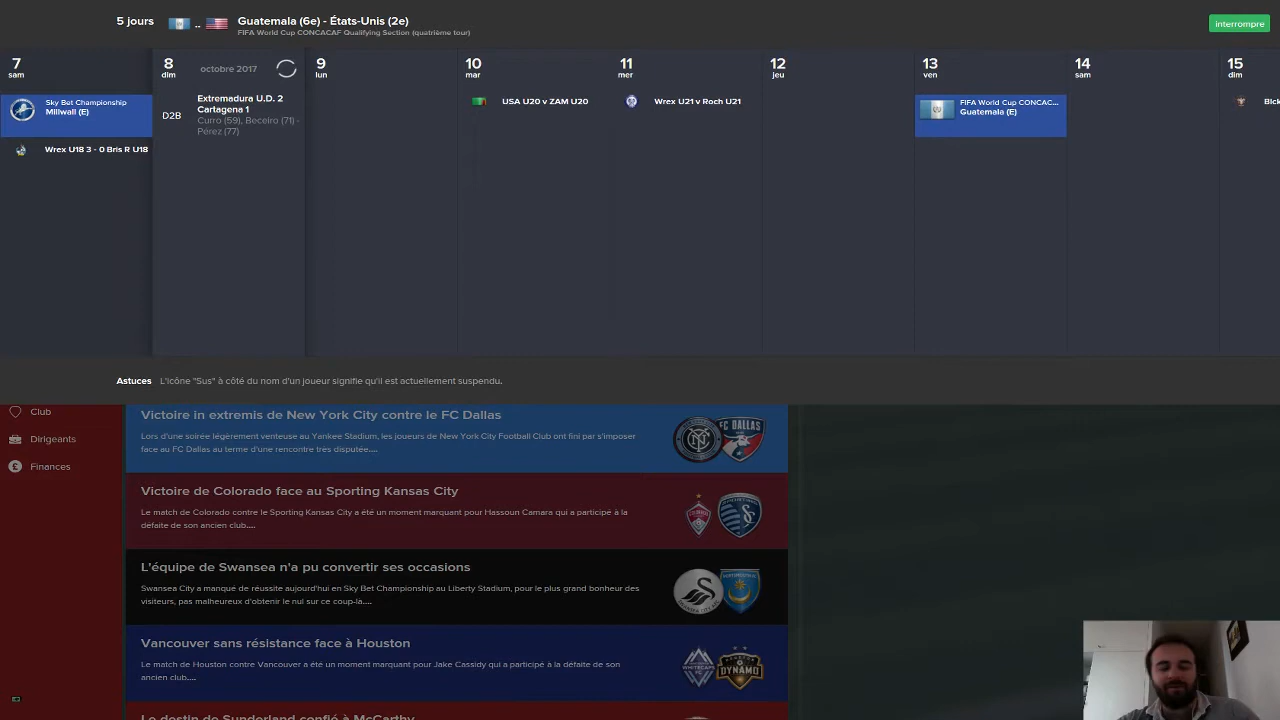 5 jours
Guatemala (6e) - États-Unis (2e)
FIFA World Cup CONCACAF Qualifying Section (quatrième tour)
interrompre
7
sam
8
dim
octobre 2017
9
lun
10
mar
11
mer
12
jeu
13
ven
14
sam
15
dim
Sky Bet Championship
Millwall (E)
Wrex U18 3 - 0 Bris R U18
D2B
Extremadura U.D. 2
Cartagena 1
Curro (59), Beceiro (71) -
Pérez (77)
USA U20 v ZAM U20
Wrex U21 v Roch U21
FIFA World Cup CONCAC...
Guatemala (E)
Astuces L'icône "Sus" à côté du nom d'un joueur signifie qu'il est actuellement suspendu.
Club
Dirigeants
Finances
Victoire in extremis de New York City contre le FC Dallas
Lors d'une soirée légèrement venteuse au Yankee Stadium, les joueurs de New York City Football Club ont fini par s'imposer
face au FC Dallas au terme d'une rencontre très disputée....
FC DALLAS
Victoire de Colorado face au Sporting Kansas City
Le match de Colorado contre le Sporting Kansas City a été un moment marquant pour Hassoun Camara qui a participé à la
défaite de son ancien club....
L'équipe de Swansea n'a pu convertir ses occasions
Swansea City a manqué de réussite aujourd'hui en Sky Bet Championship au Liberty Stadium, pour le plus grand bonheur des
visiteurs, pas malheureux d'obtenir le nul sur ce coup-là....
Vancouver sans résistance face à Houston
Le match de Houston contre Vancouver a été un moment marquant pour Jake Cassidy qui a participé à la défaite de son
ancien club....
WHITECAPS
DYNAMO
Le destin de Sunderland confié à McCarthy